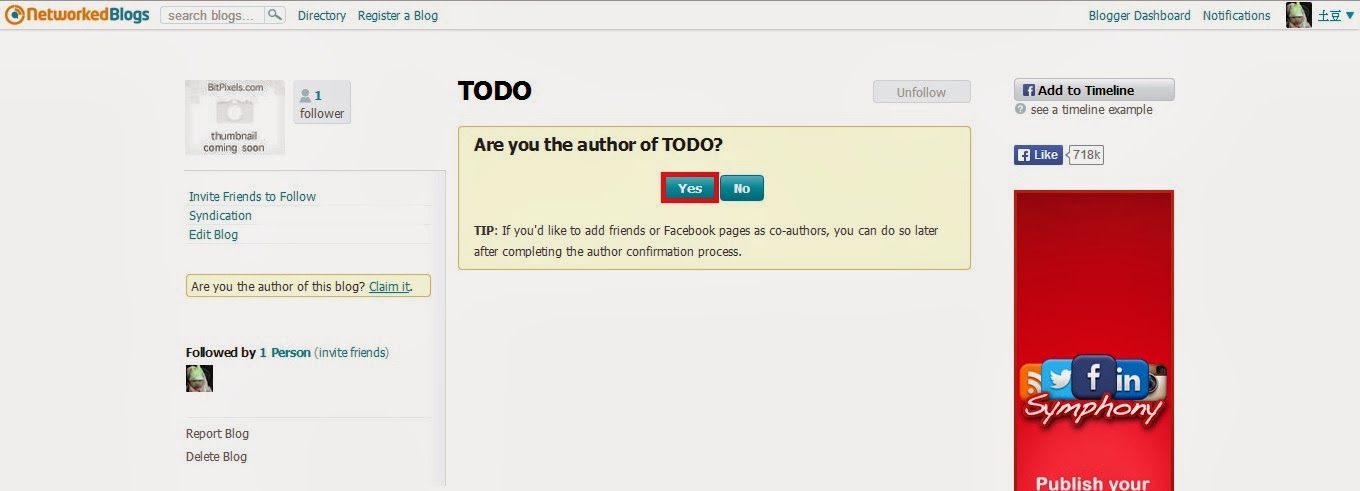 NetworkedBlogs
search blogs...
Directory
Register a Blog
Blogger Dashboard
Notifications
土豆
BitPixels.com
thumbnail
coming soon
1
follower
Invite Friends to Follow
Syndication
Edit Blog
Are you the author of this blog? Claim it.
Followed by 1 Person (invite friends)
Report Blog
Delete Blog
TODO
Unfollow
Are you the author of TODO?
Yes
No
TIP: If you'd like to add friends or Facebook pages as co-authors, you can do so later
after completing the author confirmation process.
Add to Timeline
see a timeline example
Like
718k
Symphony
Publish your